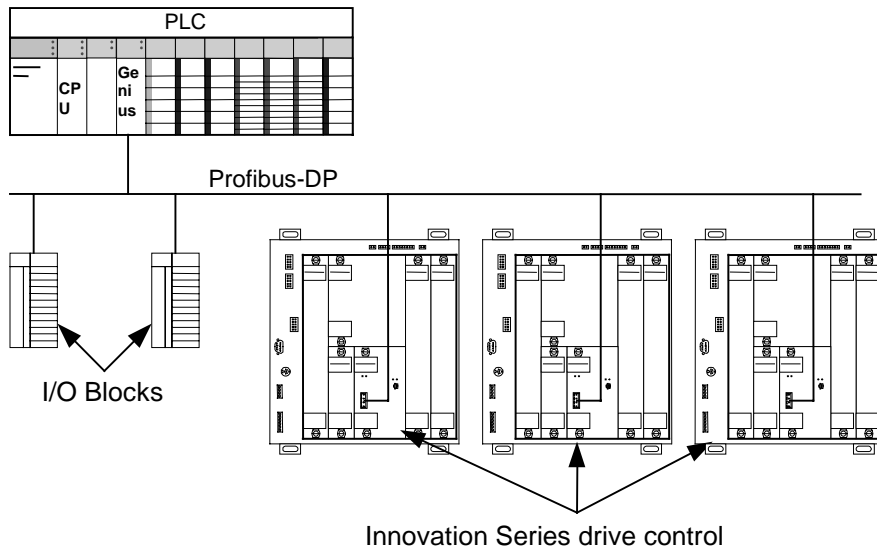 PLC
CP
U
Ge
ni
us
Profibus-DP
I/O Blocks
Innovation Series drive control